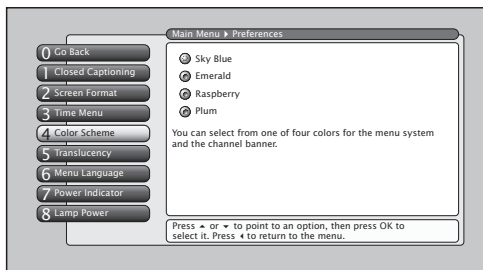 Main Menu ▸ Preferences
0 Go Back
1 Closed Captioning
2 Screen Format
3 Time Menu
4 Color Scheme
5 Translucency
6 Menu Language
7 Power Indicator
8 Lamp Power
Sky Blue
Emerald
Raspberry
Plum
You can select from one of four colors for the menu system
and the channel banner.
Press ▴ or ▾ to point to an option, then press OK to
select it. Press ◂ to return to the menu.